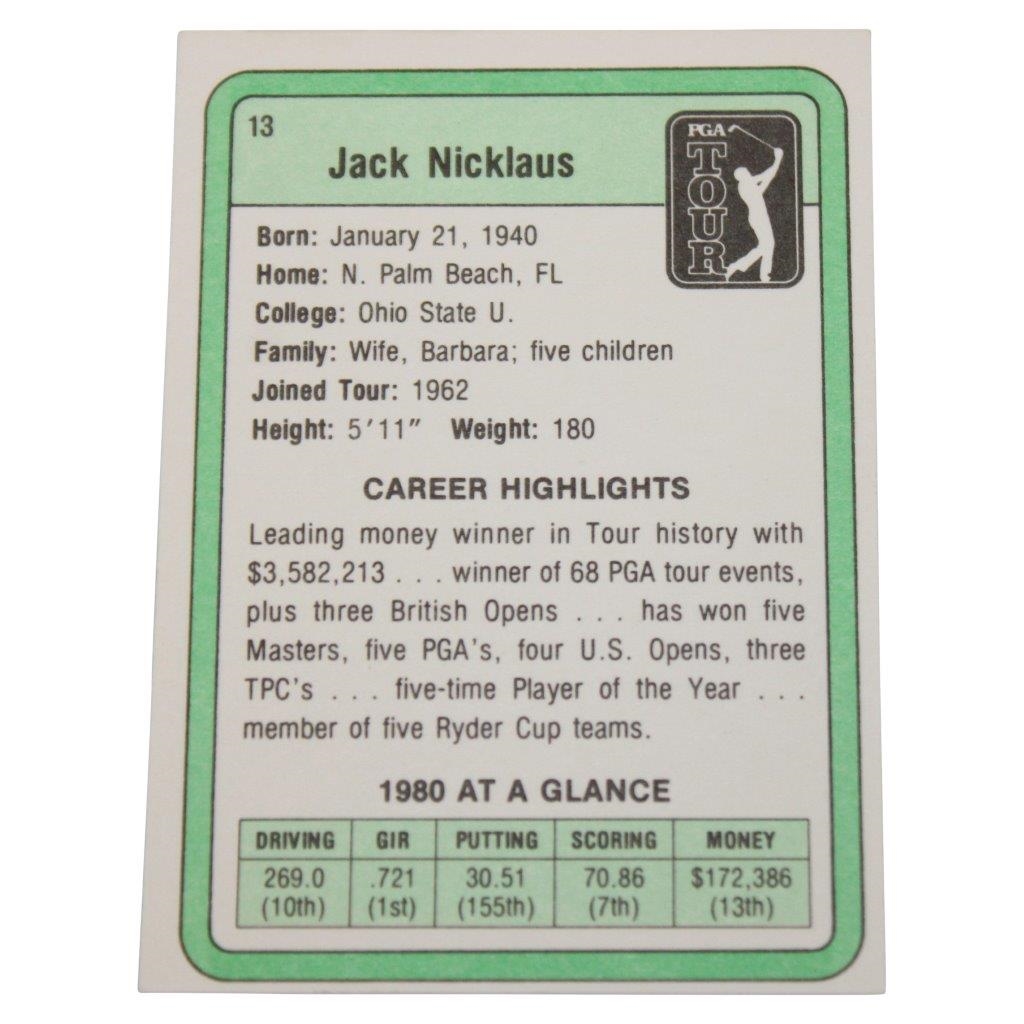 13
Jack Nicklaus
PGA
TOUR
Born: January 21, 1940
Home: N. Palm Beach, FL
College: Ohio State U.
Family: Wife, Barbara; five children
Joined Tour: 1962
Height: 5'11" Weight: 180
CAREER HIGHLIGHTS
Leading money winner in Tour history with
$3,582,213 . . . winner of 68 PGA tour events,
plus three British Opens . . . has won five
Masters, five PGA's, four U.S. Opens, three
TPC's . . . five-time Player of the Year . . .
member of five Ryder Cup teams.
1980 AT A GLANCE
DRIVING GIR PUTTING SCORING MONEY
269.0 .721 30.51 70.86 $172,386
(10th) (1st) (155th) (7th) (13th)